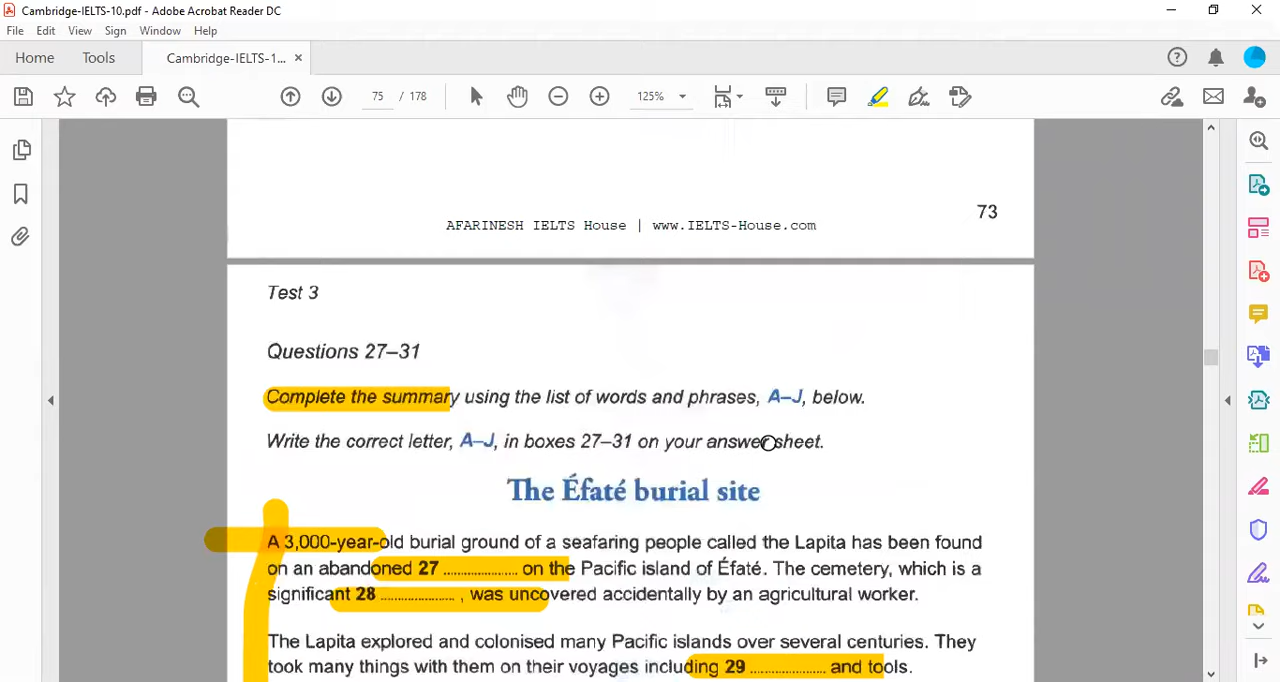 Cambridge-IELTS-10.pdf - Adobe Acrobat Reader DC
File Edit View Sign Window Help
Home Tools Cambridge-IELTS-1... ×
75 / 178 125%
73
AFARINESH IELTS House | www.IELTS-House.com
Test 3
Questions 27–31
Complete the summary using the list of words and phrases, A–J, below.
Write the correct letter, A–J, in boxes 27–31 on your answer sheet.
The Éfaté burial site
A 3,000-year-old burial ground of a seafaring people called the Lapita has been found
on an abandoned 27 ...................... on the Pacific island of Éfaté. The cemetery, which is a
significant 28 ...................... , was uncovered accidentally by an agricultural worker.
The Lapita explored and colonised many Pacific islands over several centuries. They
took many things with them on their voyages including 29 ...................... and tools.